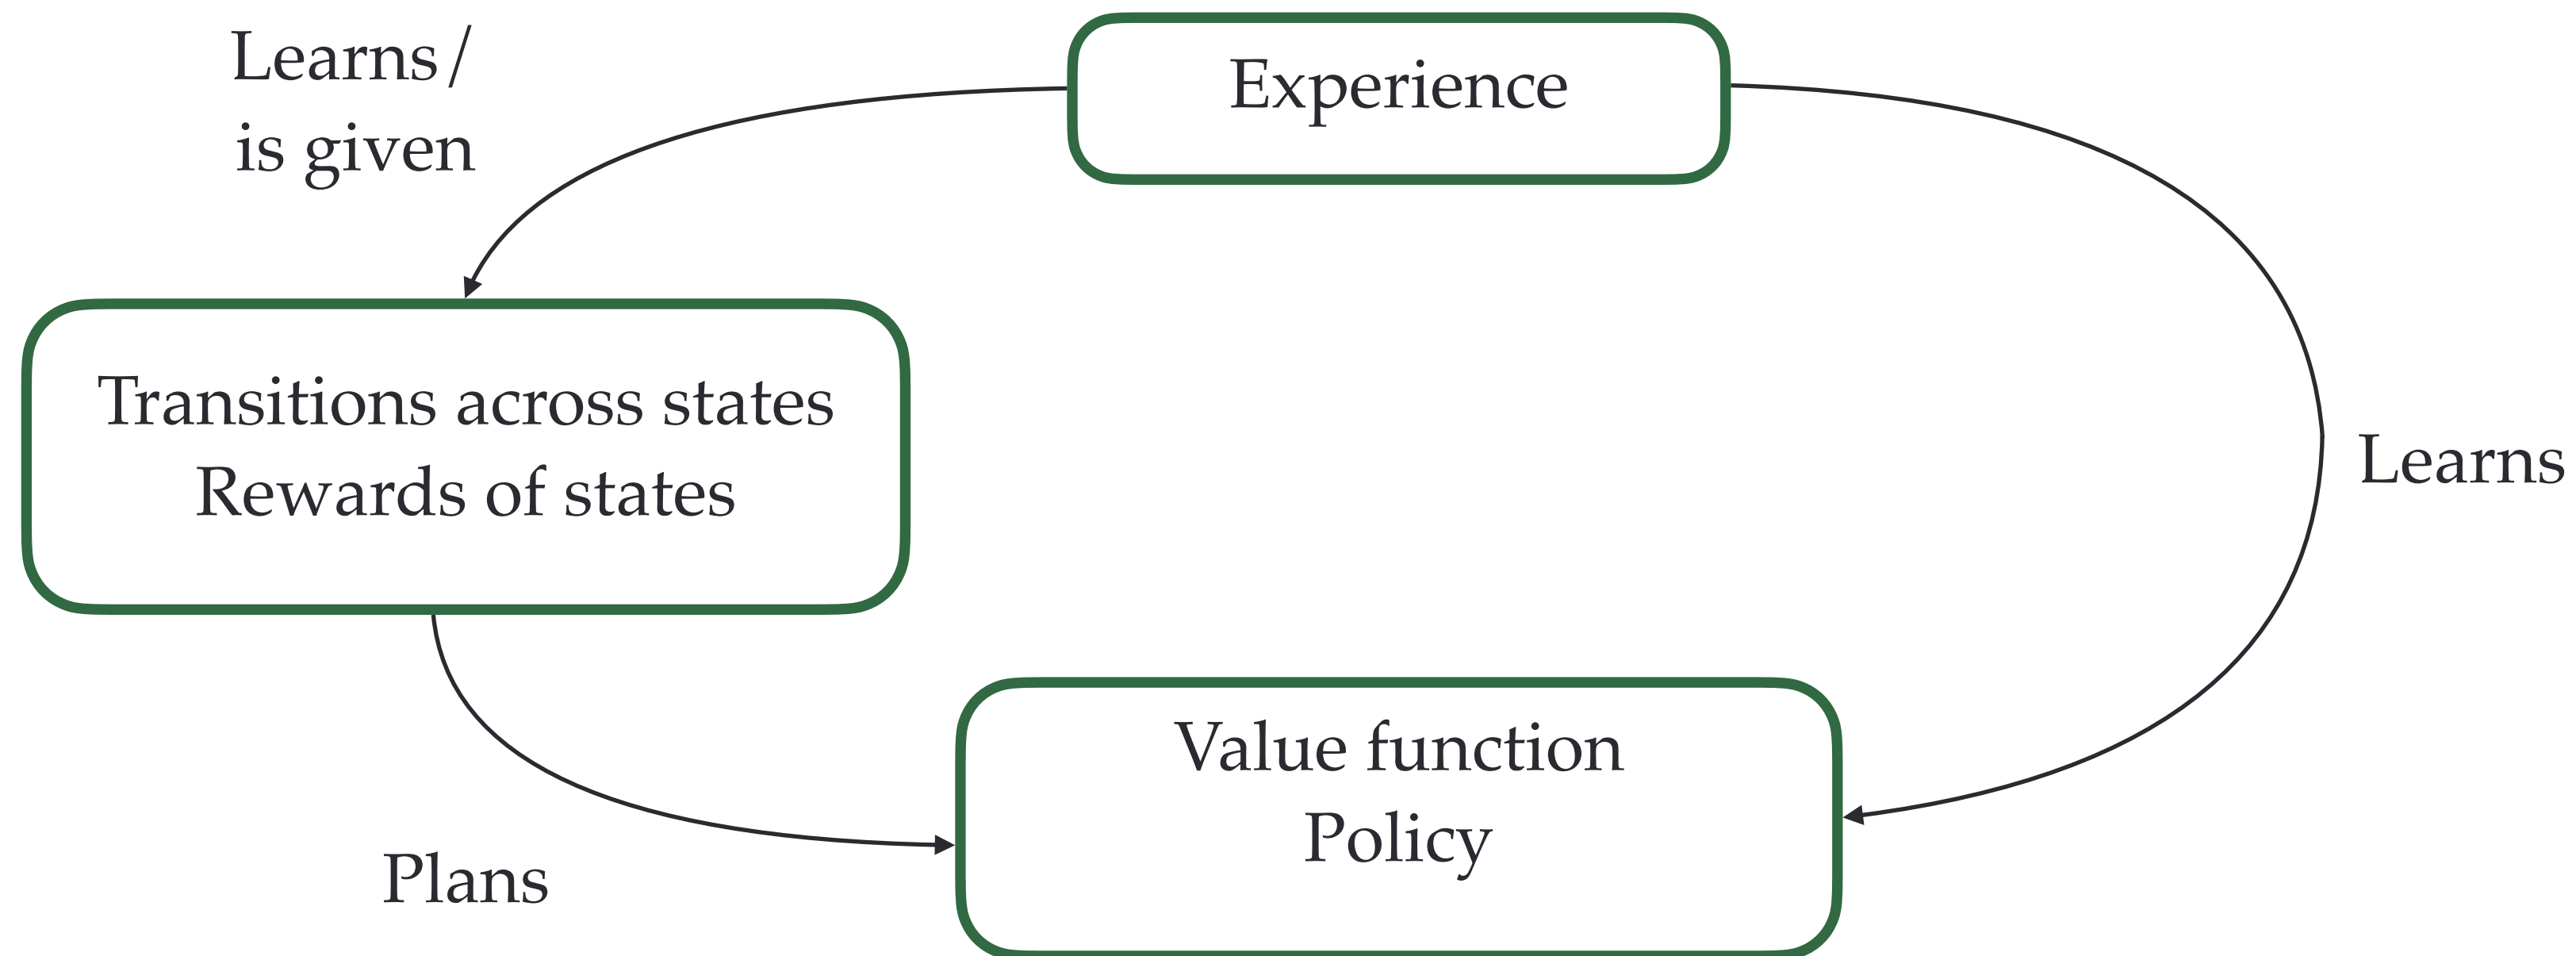 Learns/
is given
Experience
Transitions across states
Rewards of states
Learns
Value function
Policy
Plans